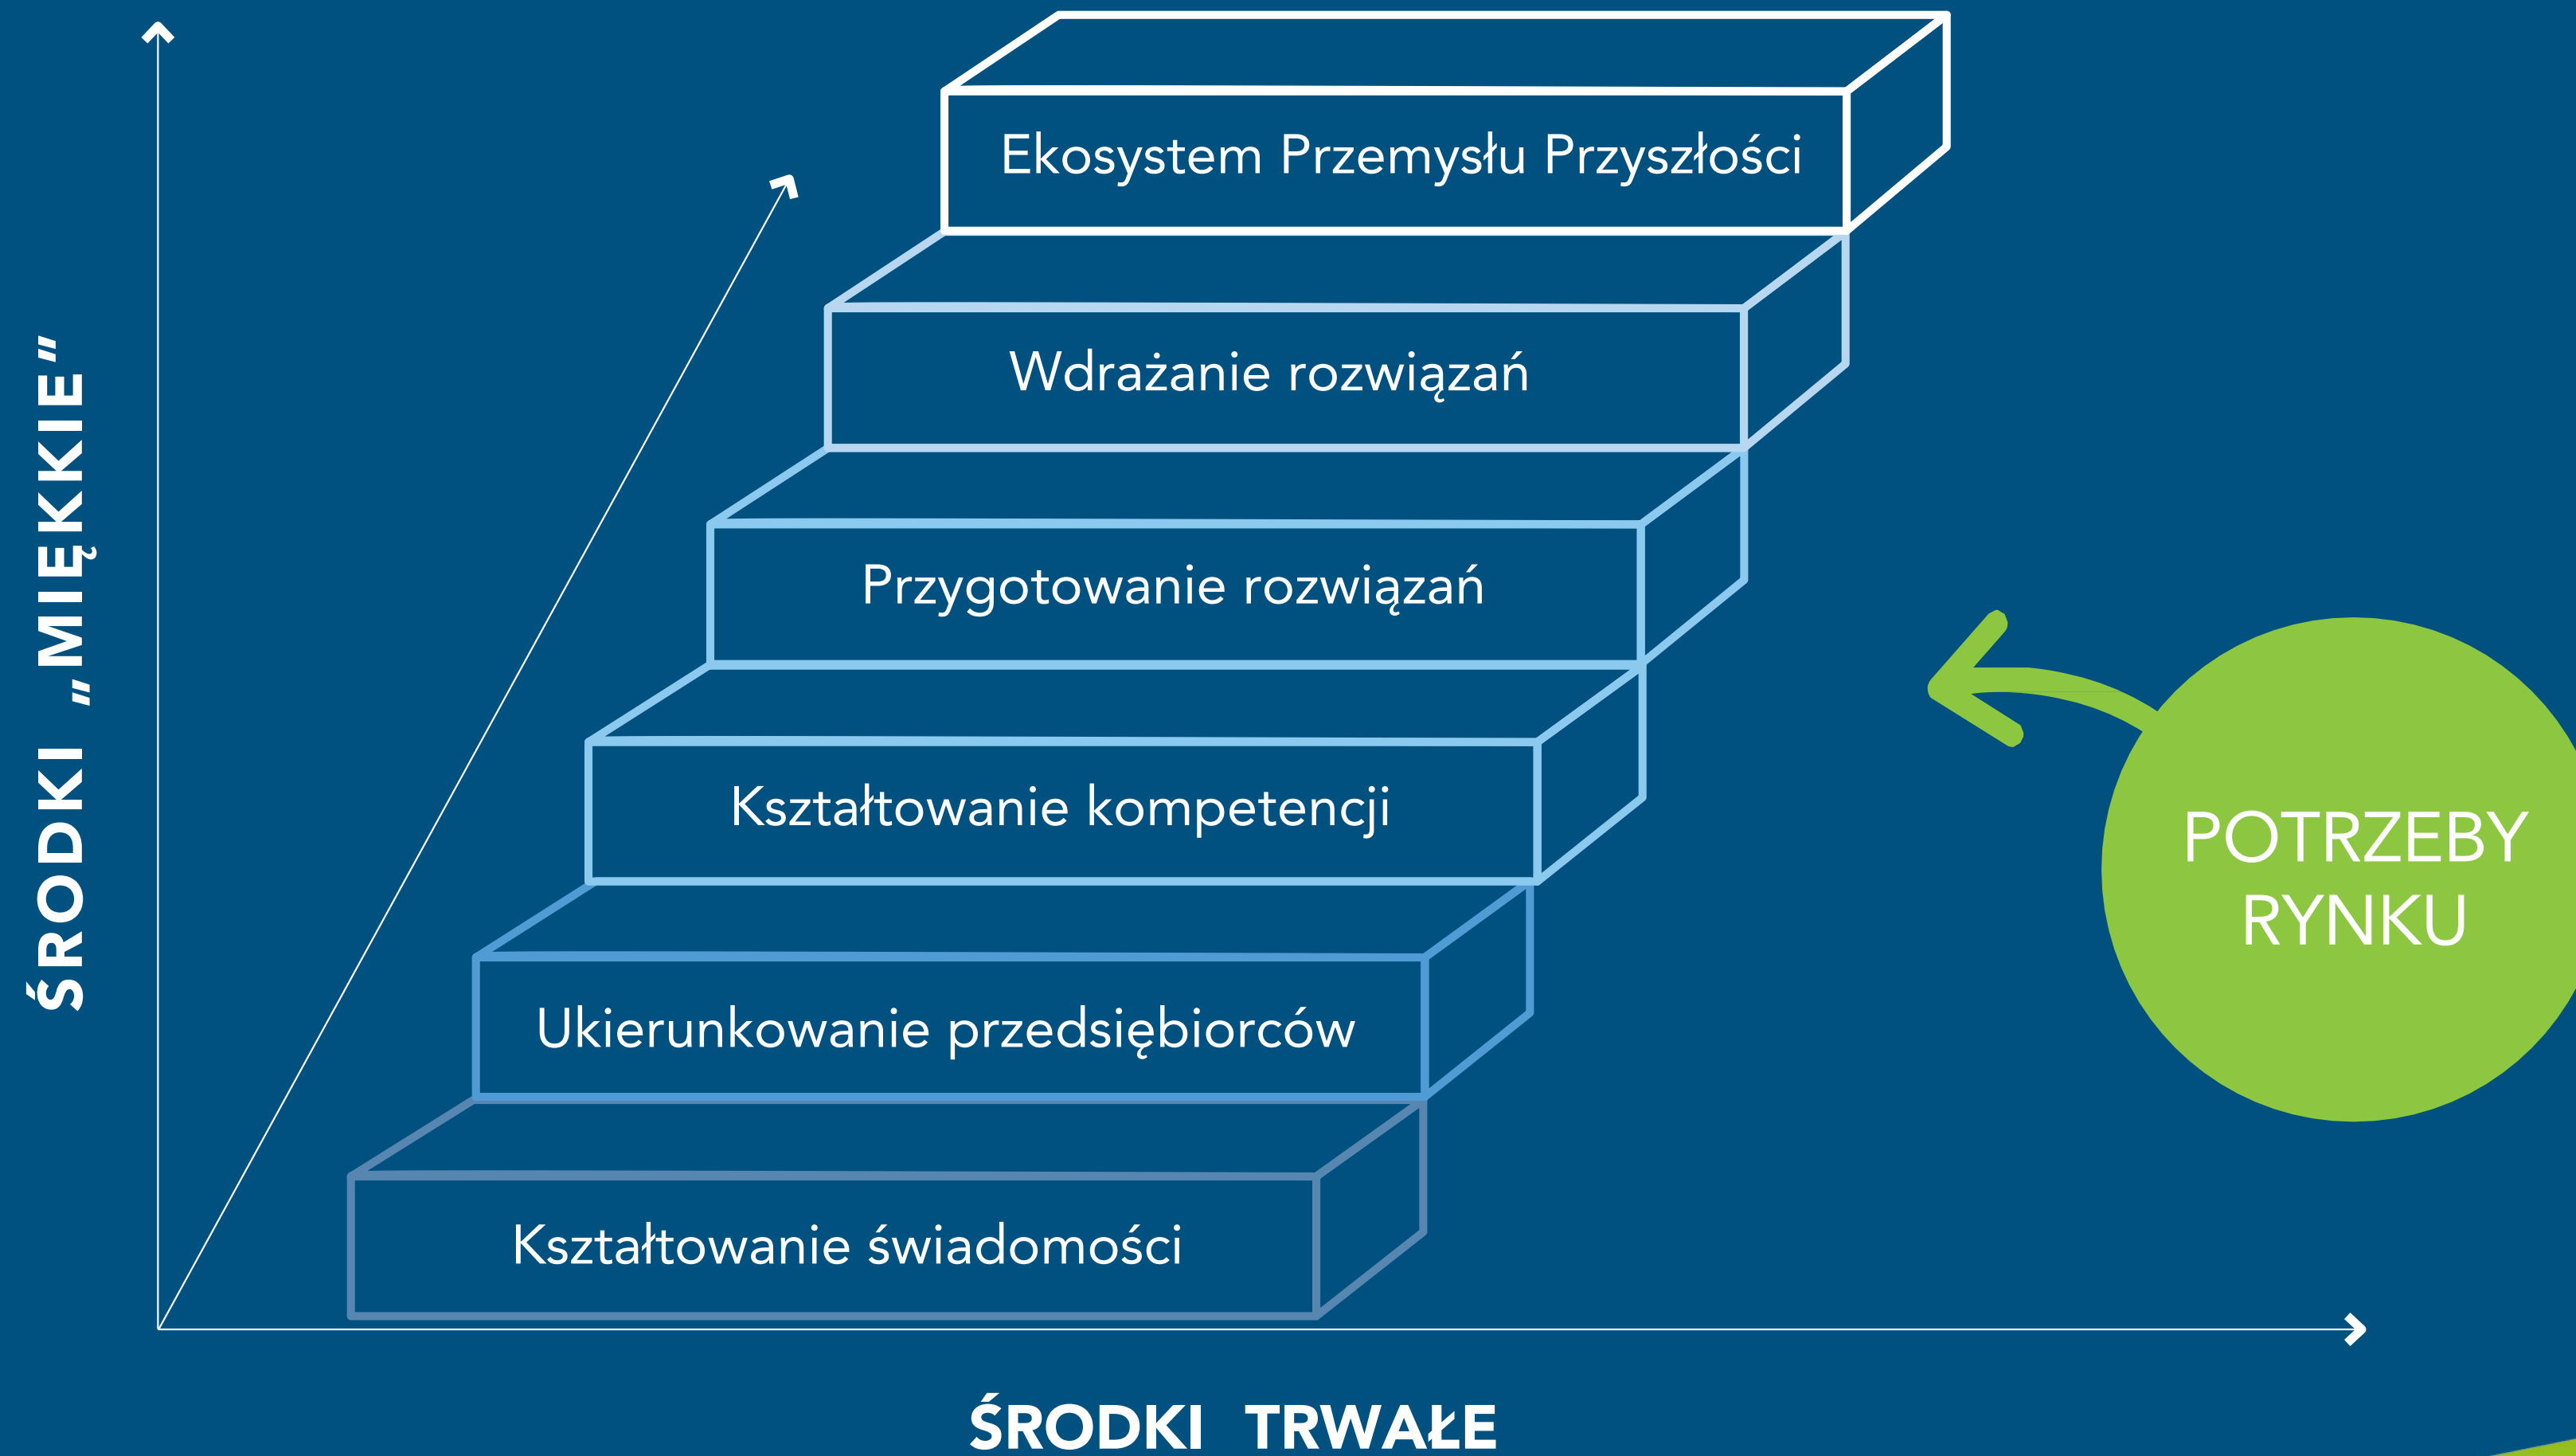 Ekosystem Przemysłu Przyszłości
Wdrażanie rozwiązań
Przygotowanie rozwiązań
Kształtowanie kompetencji
Ukierunkowanie przedsiębiorców
Kształtowanie świadomości
ŚRODKI „MIĘKKIE”
ŚRODKI TRWAŁE
POTRZEBY
RYNKU